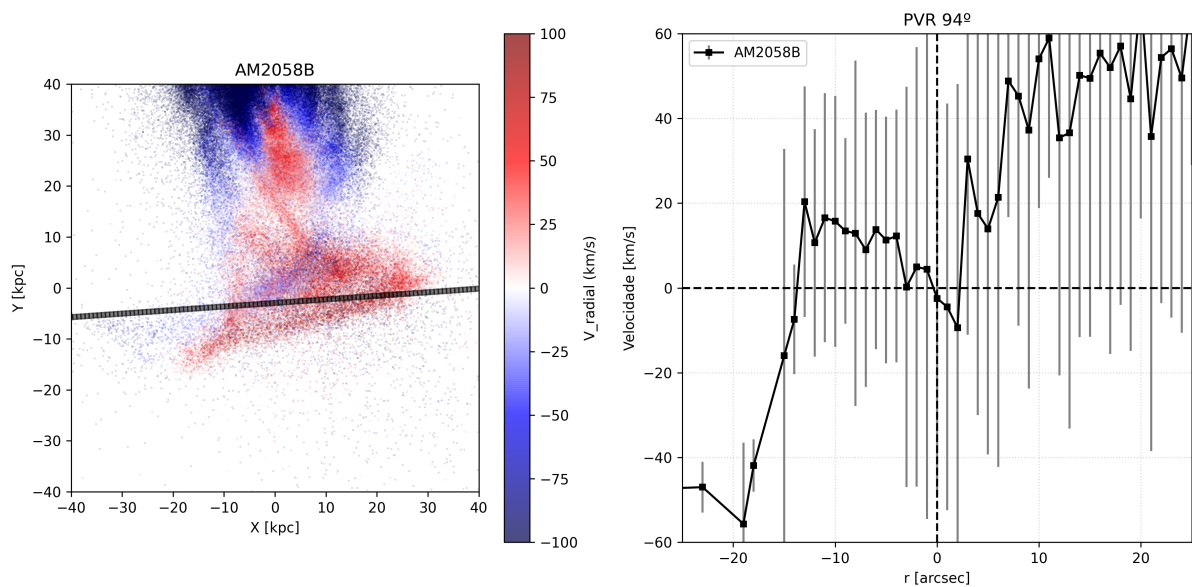 AM2058B
40
30
20
10
0
−10
−20
−30
−40
Y [kpc]
−40 −30 −20 −10 0 10 20 30 40
X [kpc]
100
75
50
25
0
−25
−50
−75
−100
V_radial (km/s)
PVR 94º
AM2058B
60
40
20
0
−20
−40
−60
Velocidade [km/s]
−20 −10 0 10 20
r [arcsec]